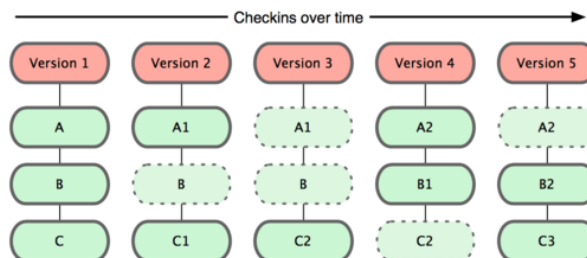 Checkins over time
Version 1 Version 2 Version 3 Version 4 Version 5
A A1 A1 A2 A2
B B B B1 B2
C C1 C2 C2 C3